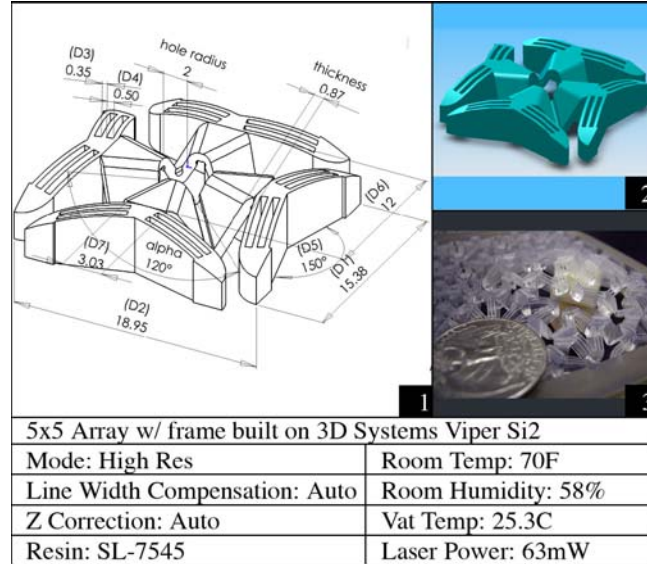 hole radius
2
thickness
0.87
(D3)
0.35
(D4)
0.50
(D6)
12
(D5)
150°
(D1)
15.38
(D7)
3.03
alpha
120°
(D2)
18.95
1
2
3
5x5 Array w/ frame built on 3D Systems Viper Si2
Mode: High Res
Room Temp: 70F
Line Width Compensation: Auto
Room Humidity: 58%
Z Correction: Auto
Vat Temp: 25.3C
Resin: SL-7545
Laser Power: 63mW